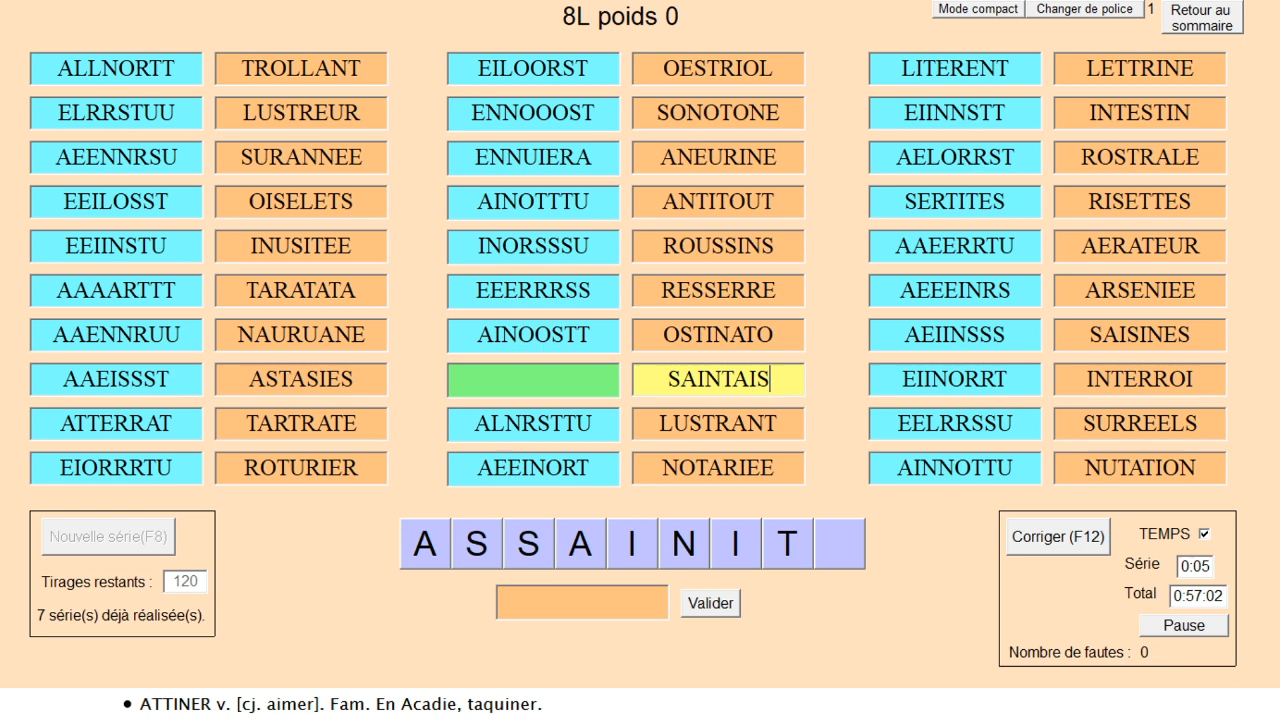 8L poids 0
Mode compact Changer de police 1 Retour au sommaire
ALLNORTT TROLLANT EILOORST OESTRIOL LITERENT LETTRINE
ELRRSTUU LUSTREUR ENNOOOST SONOTONE EIINNSTT INTESTIN
AEENNRSU SURANNEE ENNUIERA ANEURINE AELORRST ROSTRALE
EEILOSST OISELETS AINOTTTU ANTITOUT SERTITES RISETTES
EEIINSTU INUSITEE INORSSSU ROUSSINS AAEERRTU AERATEUR
AAAARTTT TARATATA EEERRRSS RESSERRE AEEEINRS ARSENIEE
AAENNRUU NAURUANE AINOOSTT OSTINATO AEIINSSS SAISINES
AAEISSST ASTASIES SAINTAIS EIINORRT INTERROI
ATTERRAT TARTRATE ALNRSTTU LUSTRANT EELRRSSU SURREELS
EIORRRTU ROTURIER AEEINORT NOTARIEE AINNOTTU NUTATION
Nouvelle série(F8)
Tirages restants : 120
7 série(s) déjà réalisée(s).
A S S A I N I T
Valider
Corriger (F12) TEMPS
Série 0:05
Total 0:57:02
Pause
Nombre de fautes : 0
• ATTINER v. [cj. aimer]. Fam. En Acadie, taquiner.